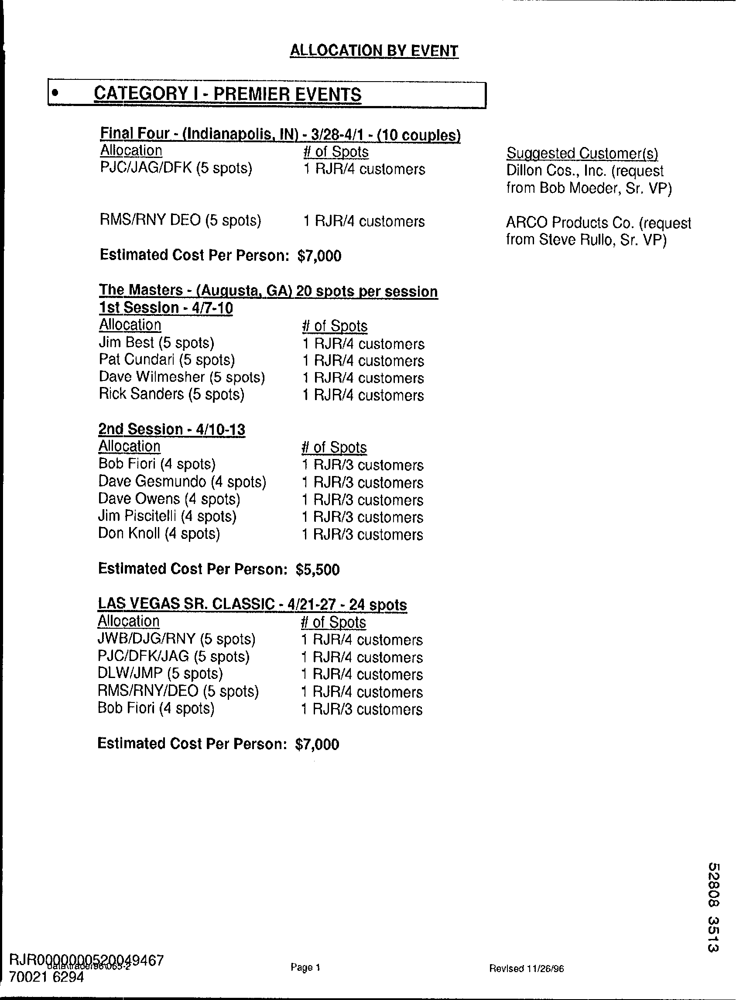 ALLOCATION BY EVENT
• CATEGORY I - PREMIER EVENTS
Final Four - (Indianapolis, IN) - 3/28-4/1 - (10 couples)
Allocation # of Spots Suggested Customer(s)
PJC/JAG/DFK (5 spots) 1 RJR/4 customers Dillon Cos., Inc. (request
from Bob Moeder, Sr. VP)
RMS/RNY DEO (5 spots) 1 RJR/4 customers ARCO Products Co. (request
from Steve Rullo, Sr. VP)
Estimated Cost Per Person: $7,000
The Masters - (Augusta, GA) 20 spots per session
1st Session - 4/7-10
Allocation # of Spots
Jim Best (5 spots) 1 RJR/4 customers
Pat Cundari (5 spots) 1 RJR/4 customers
Dave Wilmesher (5 spots) 1 RJR/4 customers
Rick Sanders (5 spots) 1 RJR/4 customers
2nd Session - 4/10-13
Allocation # of Spots
Bob Fiori (4 spots) 1 RJR/3 customers
Dave Gesmundo (4 spots) 1 RJR/3 customers
Dave Owens (4 spots) 1 RJR/3 customers
Jim Piscitelli (4 spots) 1 RJR/3 customers
Don Knoll (4 spots) 1 RJR/3 customers
Estimated Cost Per Person: $5,500
LAS VEGAS SR. CLASSIC - 4/21-27 - 24 spots
Allocation # of Spots
JWB/DJG/RNY (5 spots) 1 RJR/4 customers
PJC/DFK/JAG (5 spots) 1 RJR/4 customers
DLW/JMP (5 spots) 1 RJR/4 customers
RMS/RNY/DEO (5 spots) 1 RJR/4 customers
Bob Fiori (4 spots) 1 RJR/3 customers
Estimated Cost Per Person: $7,000
52808 3513
RJR0000000520049467
70021 6294
Page 1
Revised 11/26/96